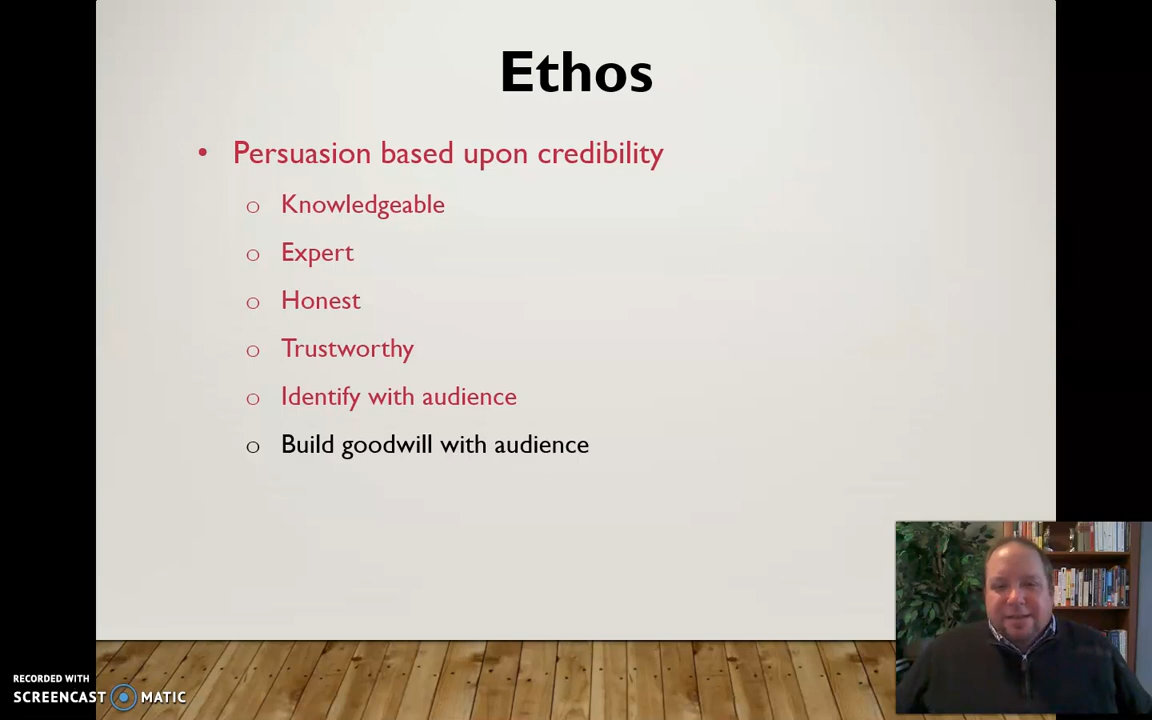 Ethos
• Persuasion based upon credibility
o Knowledgeable
o Expert
o Honest
o Trustworthy
o Identify with audience
o Build goodwill with audience
RECORDED WITH
SCREENCAST MATIC